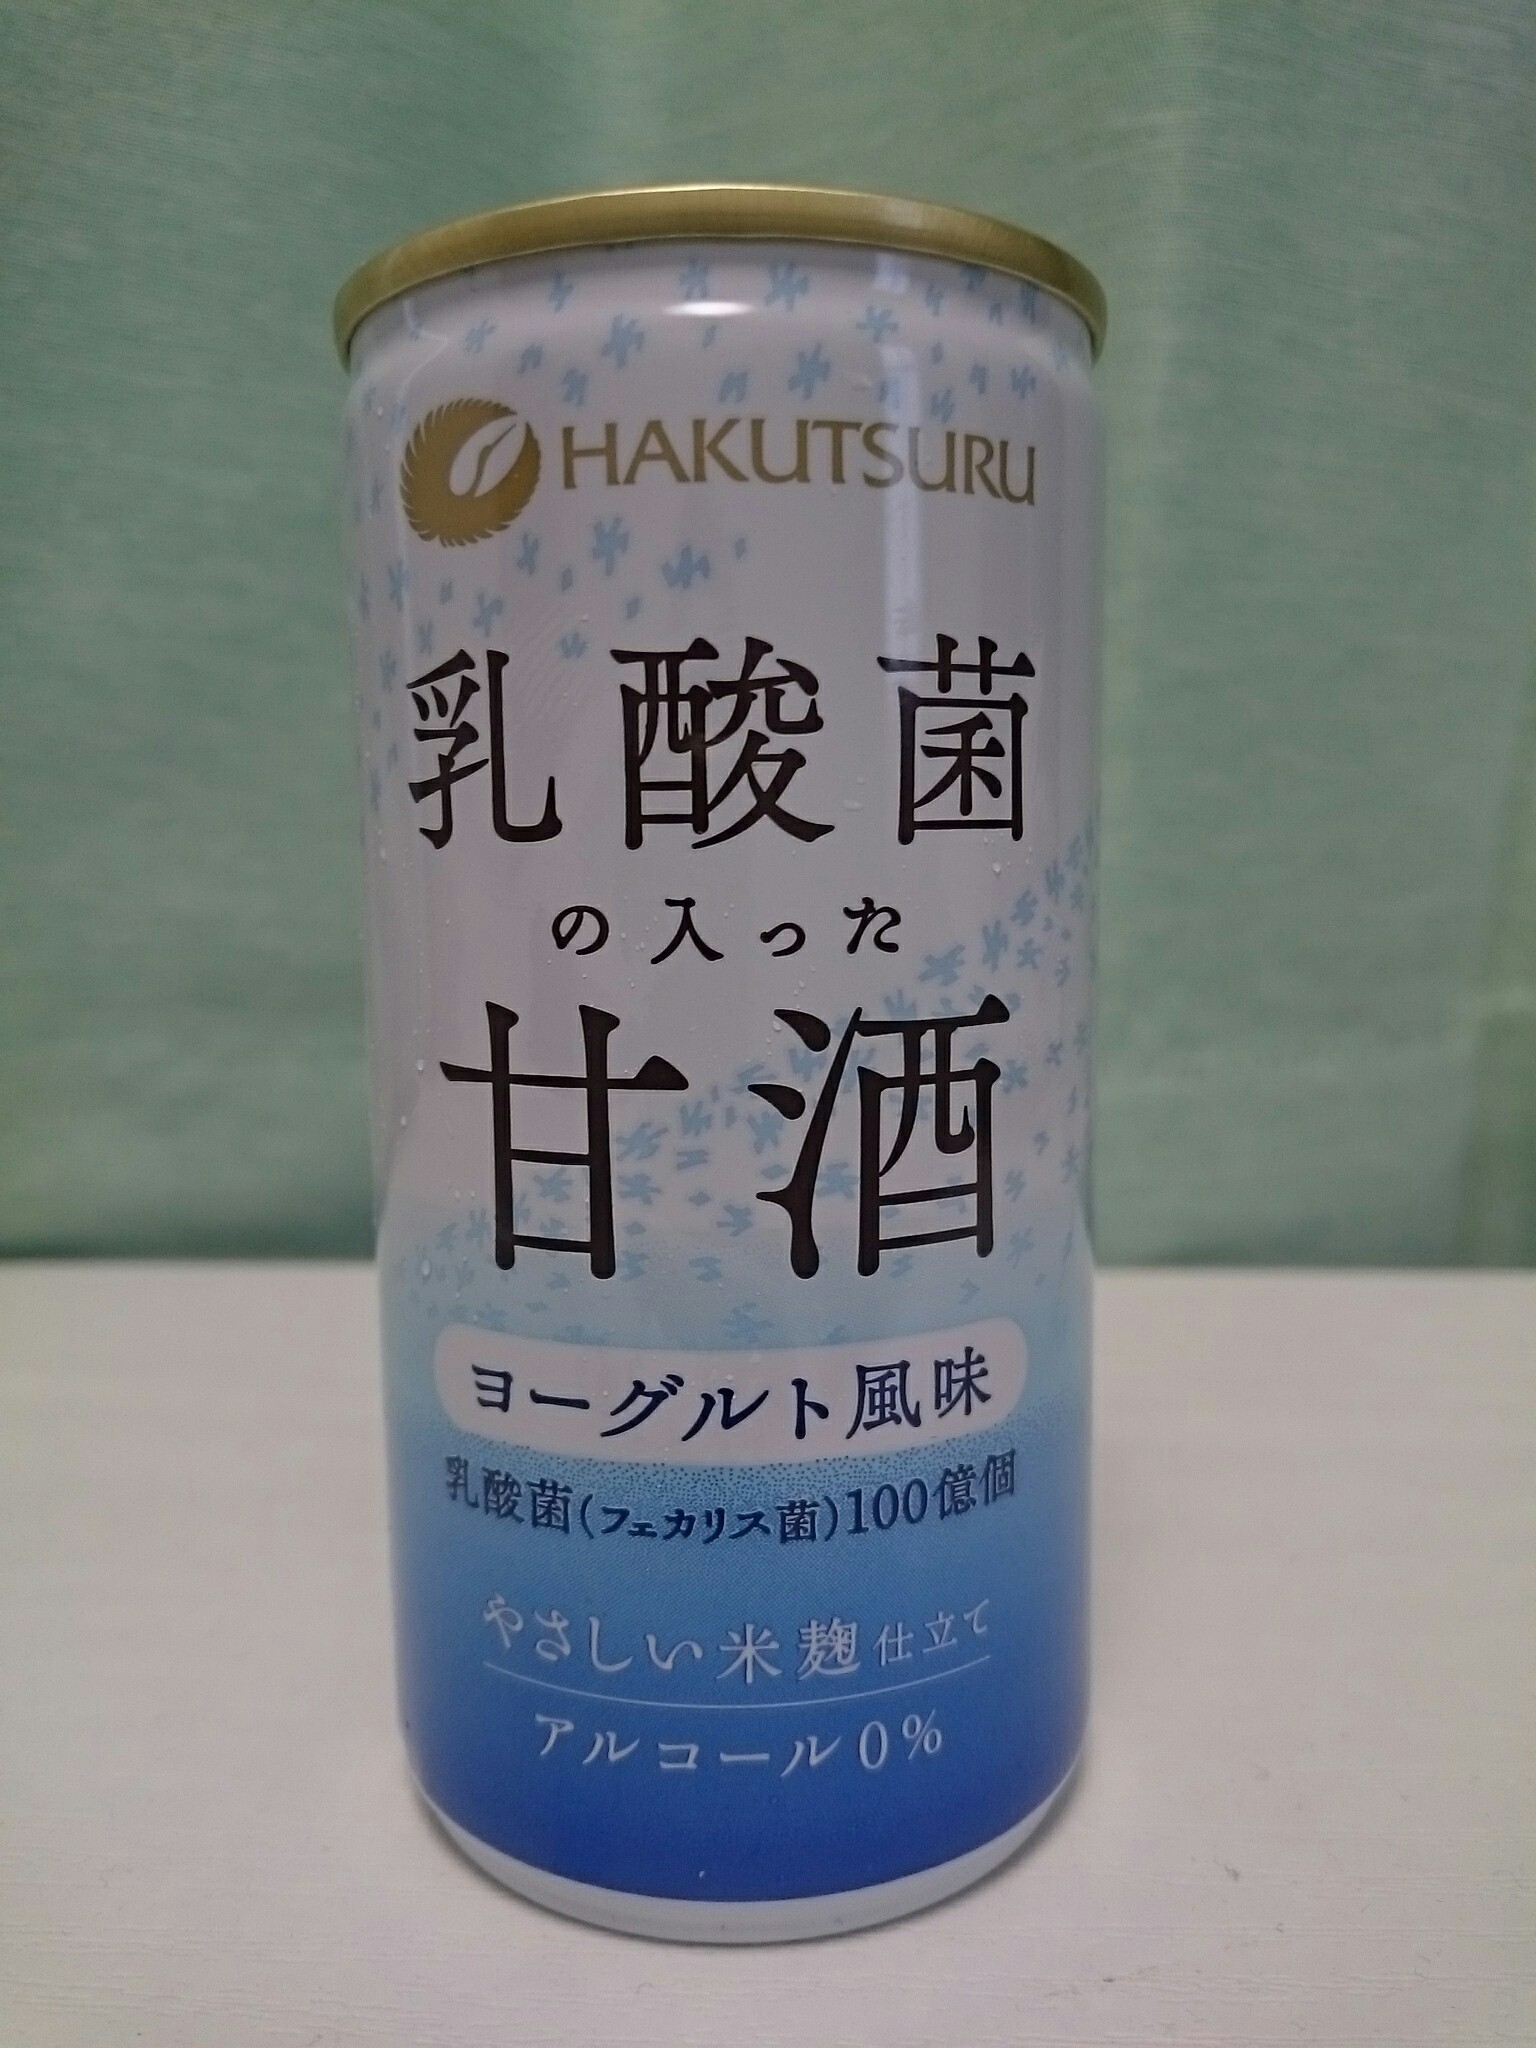 HAKUTSURU
乳酸菌
の入った
甘酒
ヨーグルト風味
乳酸菌(フェカリス菌)100億個
やさしい米麹仕立て
アルコール0%